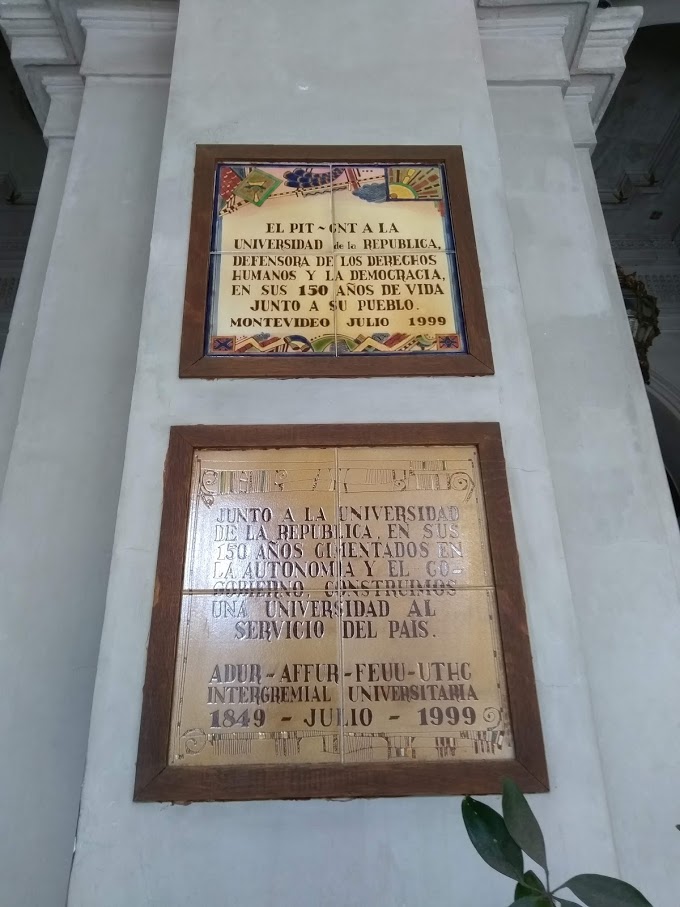 EL PIT~CNT A LA
UNIVERSIDAD de la REPUBLICA,
DEFENSORA DE LOS DERECHOS
HUMANOS Y LA DEMOCRACIA,
EN SUS 150 AÑOS DE VIDA
JUNTO A SU PUEBLO.
MONTEVIDEO JULIO 1999
JUNTO A LA UNIVERSIDAD
DE LA REPUBLICA, EN SUS
150 AÑOS CIMENTADOS EN
LA AUTONOMIA Y EL CO-
GOBIERNO, CONSTRUIMOS
UNA UNIVERSIDAD AL
SERVICIO DEL PAIS.
ADUR - AFFUR - FEUU - UTHC
INTERGREMIAL UNIVERSITARIA
1849 - JULIO - 1999